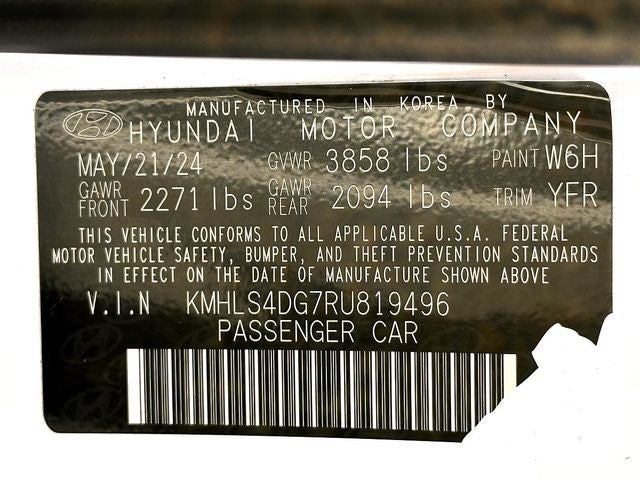 MANUFACTURED IN KOREA BY
HYUNDAI MOTOR COMPANY
MAY/21/24 GVWR 3858 lbs PAINT W6H
GAWR FRONT 2271 lbs GAWR REAR 2094 lbs TRIM YFR
THIS VEHICLE CONFORMS TO ALL APPLICABLE U.S.A. FEDERAL
MOTOR VEHICLE SAFETY, BUMPER, AND THEFT PREVENTION STANDARDS
IN EFFECT ON THE DATE OF MANUFACTURE SHOWN ABOVE
V.I.N KMHLS4DG7RU819496
PASSENGER CAR